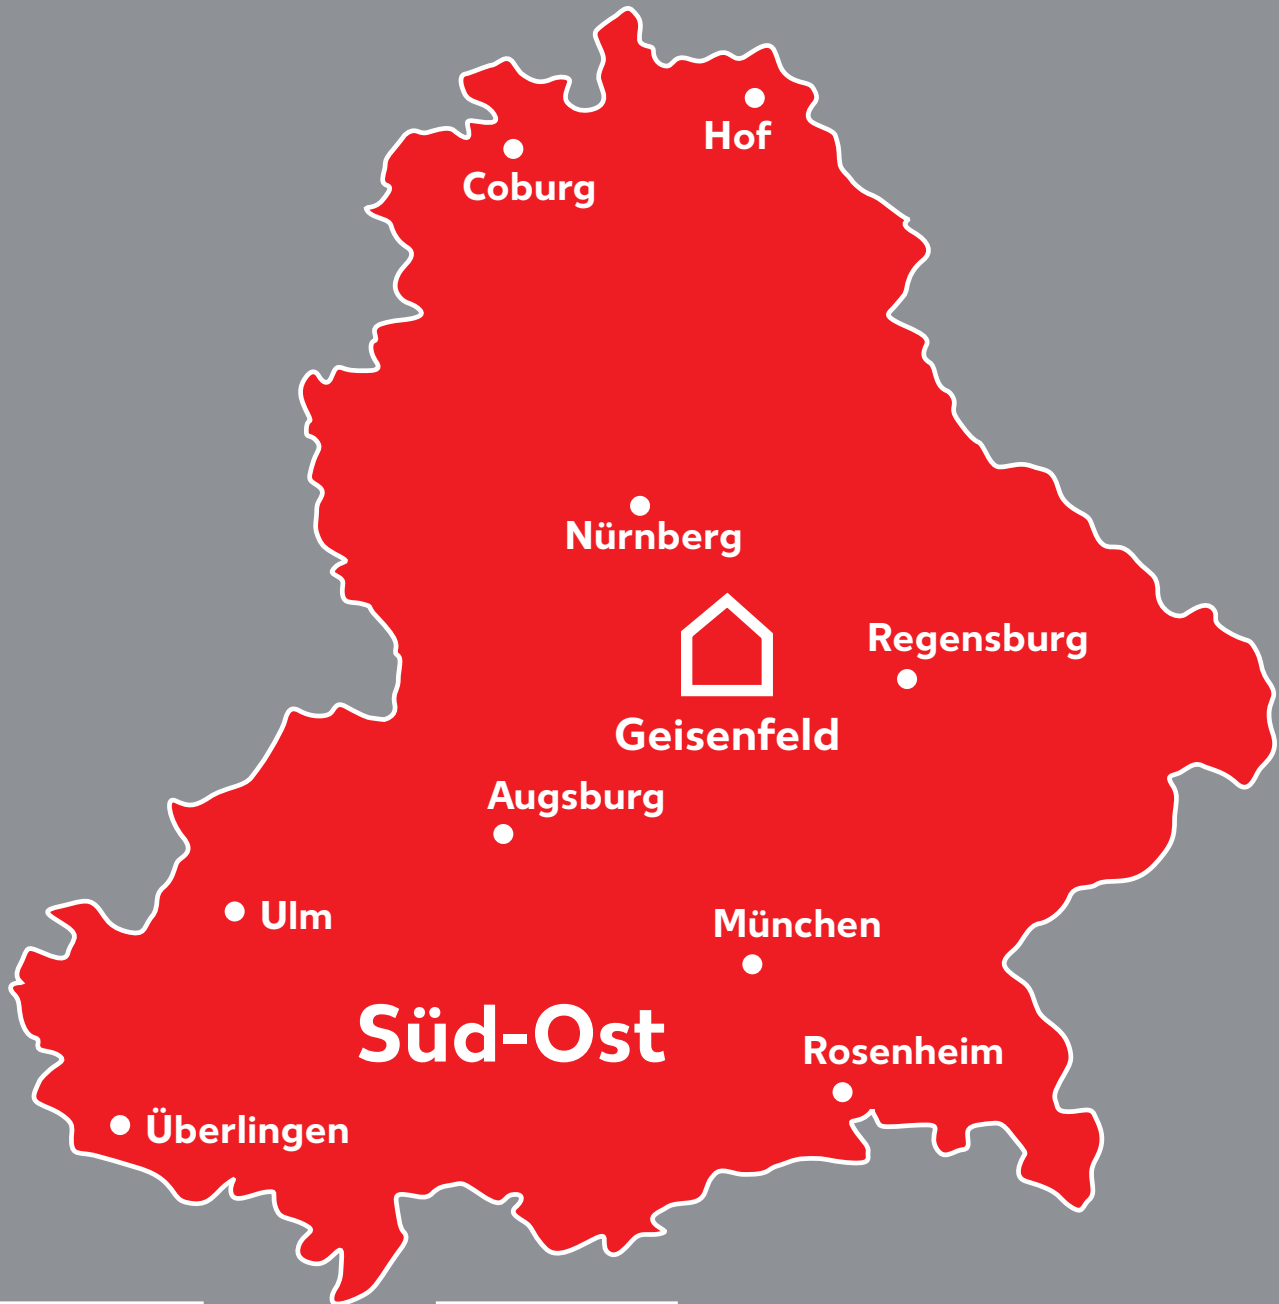 Hof
Coburg
Nürnberg
Regensburg
Geisenfeld
Augsburg
Ulm
München
Süd-Ost
Rosenheim
Überlingen